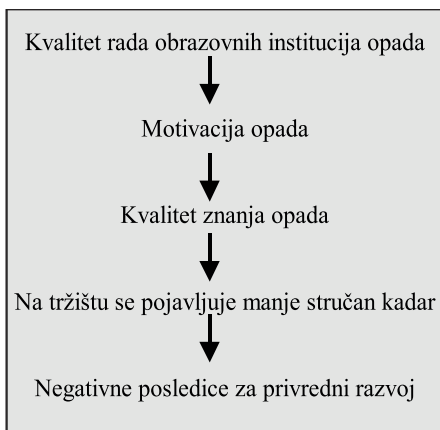 Kvalitet rada obrazovnih institucija opada
Motivacija opada
Kvalitet znanja opada
Na tržištu se pojavljuje manje stručan kadar
Negativne posledice za privredni razvoj